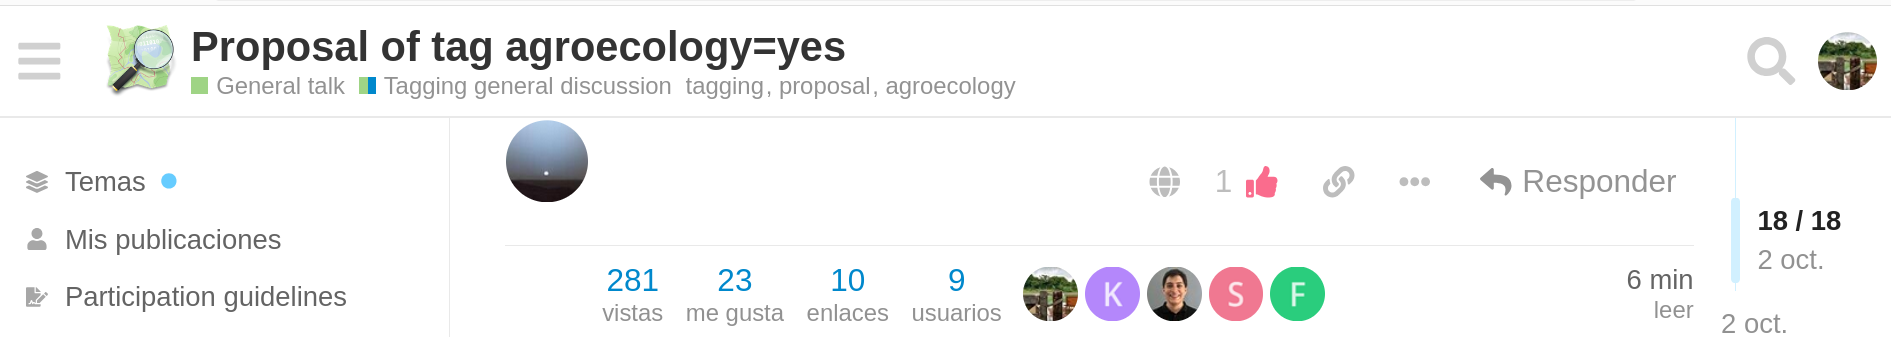 Proposal of tag agroecology=yes
General talk Tagging general discussion tagging, proposal, agroecology
Temas
Mis publicaciones
Participation guidelines
1 Responder
281 vistas
23 me gusta
10 enlaces
9 usuarios
K S F
6 min
leer
18 / 18
2 oct.
2 oct.